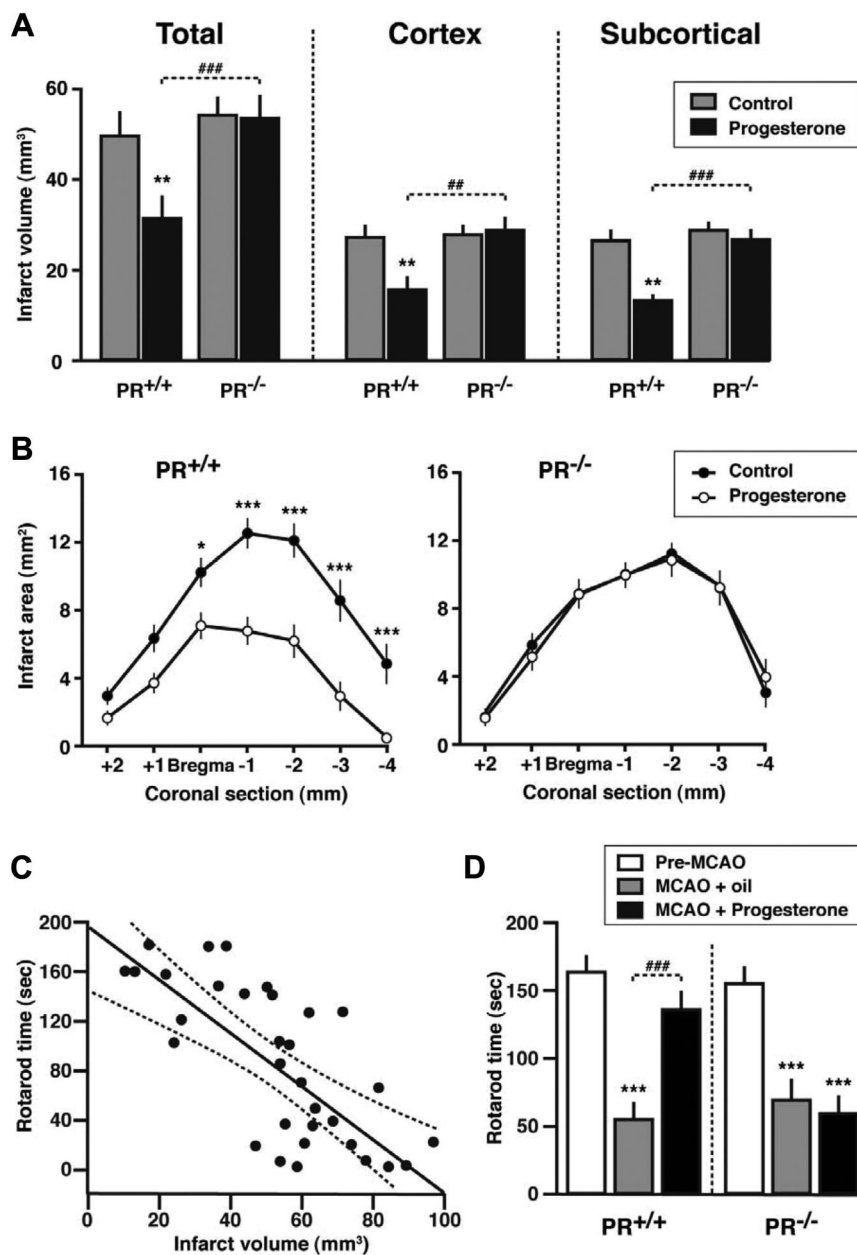 A
Total Cortex Subcortical
Infarct volume (mm³)
60
40
20
0
###
**
##
**
###
**
Control
Progesterone
PR+/+ PR-/- PR+/+ PR-/- PR+/+ PR-/-
B
PR+/+
Infarct area (mm²)
16
12
8
4
0
* *** *** *** ***
+2 +1 Bregma -1 -2 -3 -4
Coronal section (mm)
PR-/-
Control
Progesterone
16
12
8
4
0
+2 +1 Bregma -1 -2 -3 -4
Coronal section (mm)
C
Rotarod time (sec)
200
160
120
80
40
0
0 20 40 60 80 100
Infarct volume (mm³)
D
Pre-MCAO
MCAO + oil
MCAO + Progesterone
Rotarod time (sec)
200
150
100
50
0
###
*** *** ***
PR+/+ PR-/-